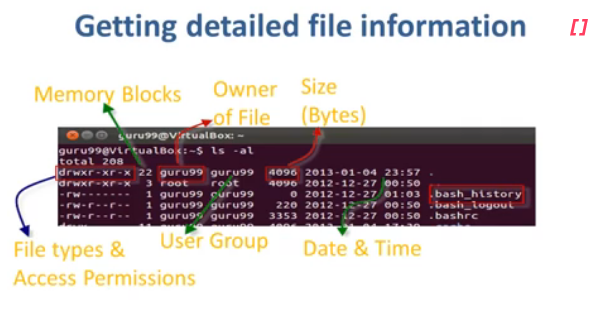 Getting detailed file information
[]
Memory Blocks
Owner
of File
Size
(Bytes)
guru99@VirtualBox: ~
guru99@VirtualBox:~$ ls -al
total 208
drwxr-xr-x 22 guru99 guru99 4096 2013-01-04 23:57 .
drwxr-xr-x 3 root root 4096 2012-12-27 00:50
-rw------- 1 guru99 guru99 0 2012-12-27 01:03 .bash_history
-rw-r--r-- 1 guru99 guru99 220 2012-12-27 00:50 .bash_logout
-rw-r--r-- 1 guru99 guru99 3353 2012-12-27 00:50 .bashrc
File types &
Access Permissions
User Group
Date & Time